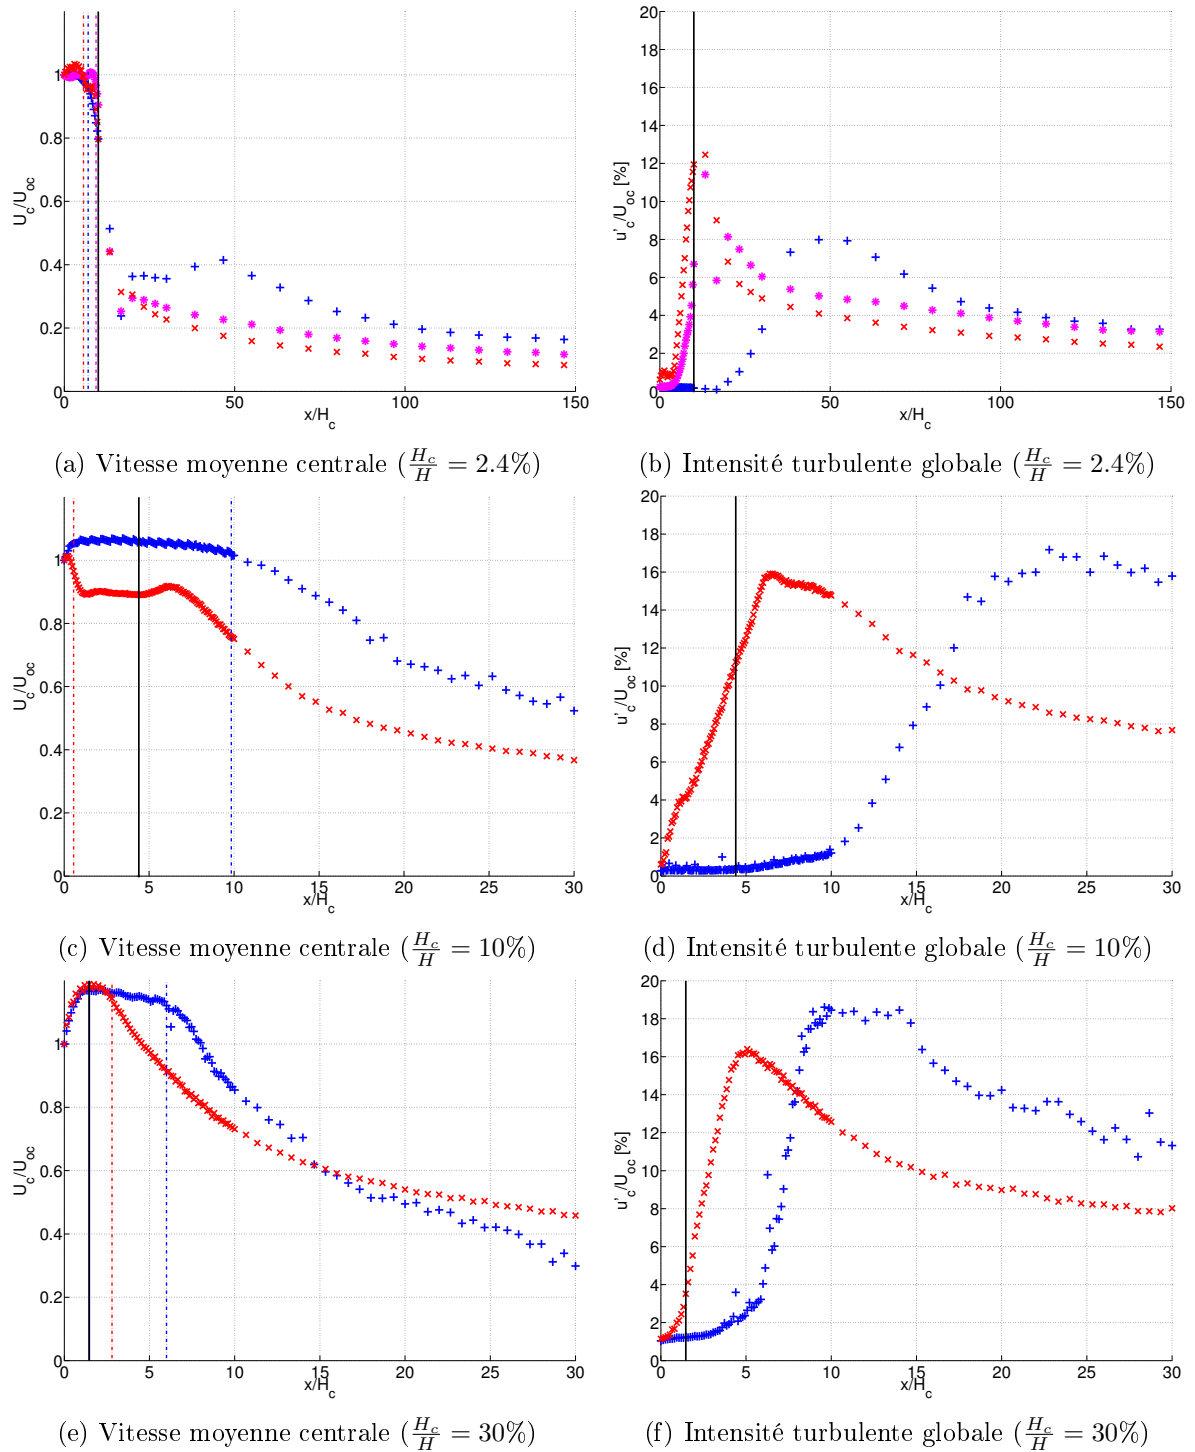 1
0.8
0.6
0.4
0.2
0
0 50 100 150
U_c/U_oc
x/H_c
20
18
16
14
12
10
8
6
4
2
0
0 50 100 150
u'_c/U_oc [%]
x/H_c
(a) Vitesse moyenne centrale (H_c/H = 2.4%)
(b) Intensité turbulente globale (H_c/H = 2.4%)
1
0.8
0.6
0.4
0.2
0
0 5 10 15 20 25 30
U_c/U_oc
x/H_c
20
18
16
14
12
10
8
6
4
2
0
0 5 10 15 20 25 30
u'_c/U_oc [%]
x/H_c
(c) Vitesse moyenne centrale (H_c/H = 10%)
(d) Intensité turbulente globale (H_c/H = 10%)
1
0.8
0.6
0.4
0.2
0
0 5 10 15 20 25 30
U_c/U_oc
x/H_c
20
18
16
14
12
10
8
6
4
2
0
0 5 10 15 20 25 30
u'_c/U_oc [%]
x/H_c
(e) Vitesse moyenne centrale (H_c/H = 30%)
(f) Intensité turbulente globale (H_c/H = 30%)